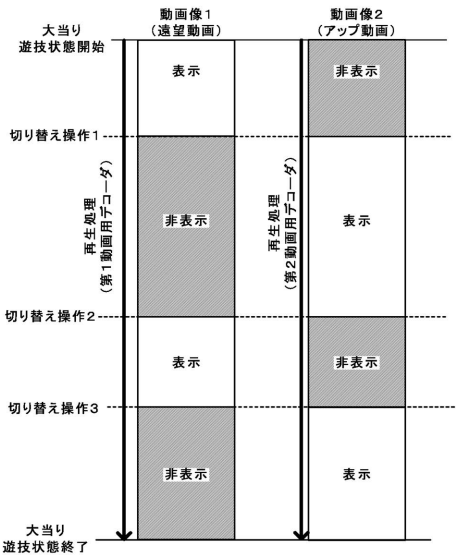 大当り
遊技状態開始
動画像1
(遠望動画)
動画像2
(アップ動画)
表示
非表示
切り替え操作1
再生処理
(第1動画用デコーダ)
再生処理
(第2動画用デコーダ)
非表示
表示
切り替え操作2
表示
非表示
切り替え操作3
非表示
表示
大当り
遊技状態終了